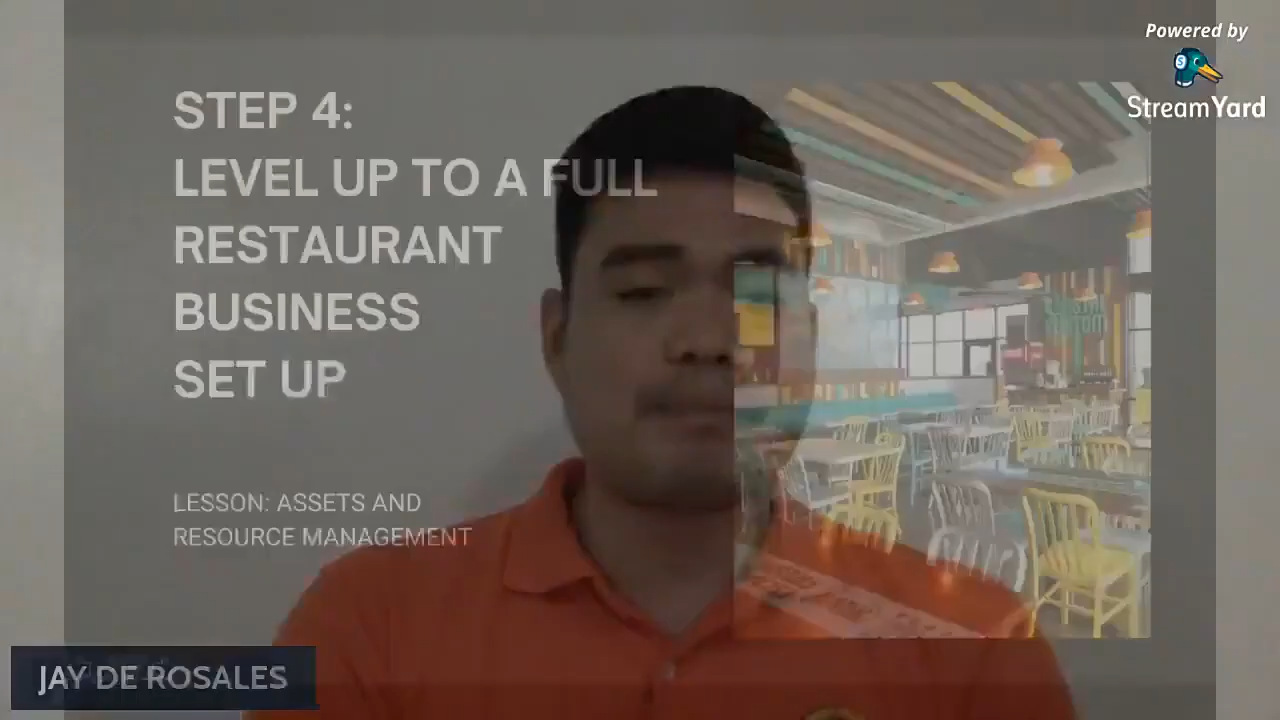 Powered by
StreamYard
STEP 4:
LEVEL UP TO A FULL
RESTAURANT
BUSINESS
SET UP
LESSON: ASSETS AND
RESOURCE MANAGEMENT
JAY DE ROSALES